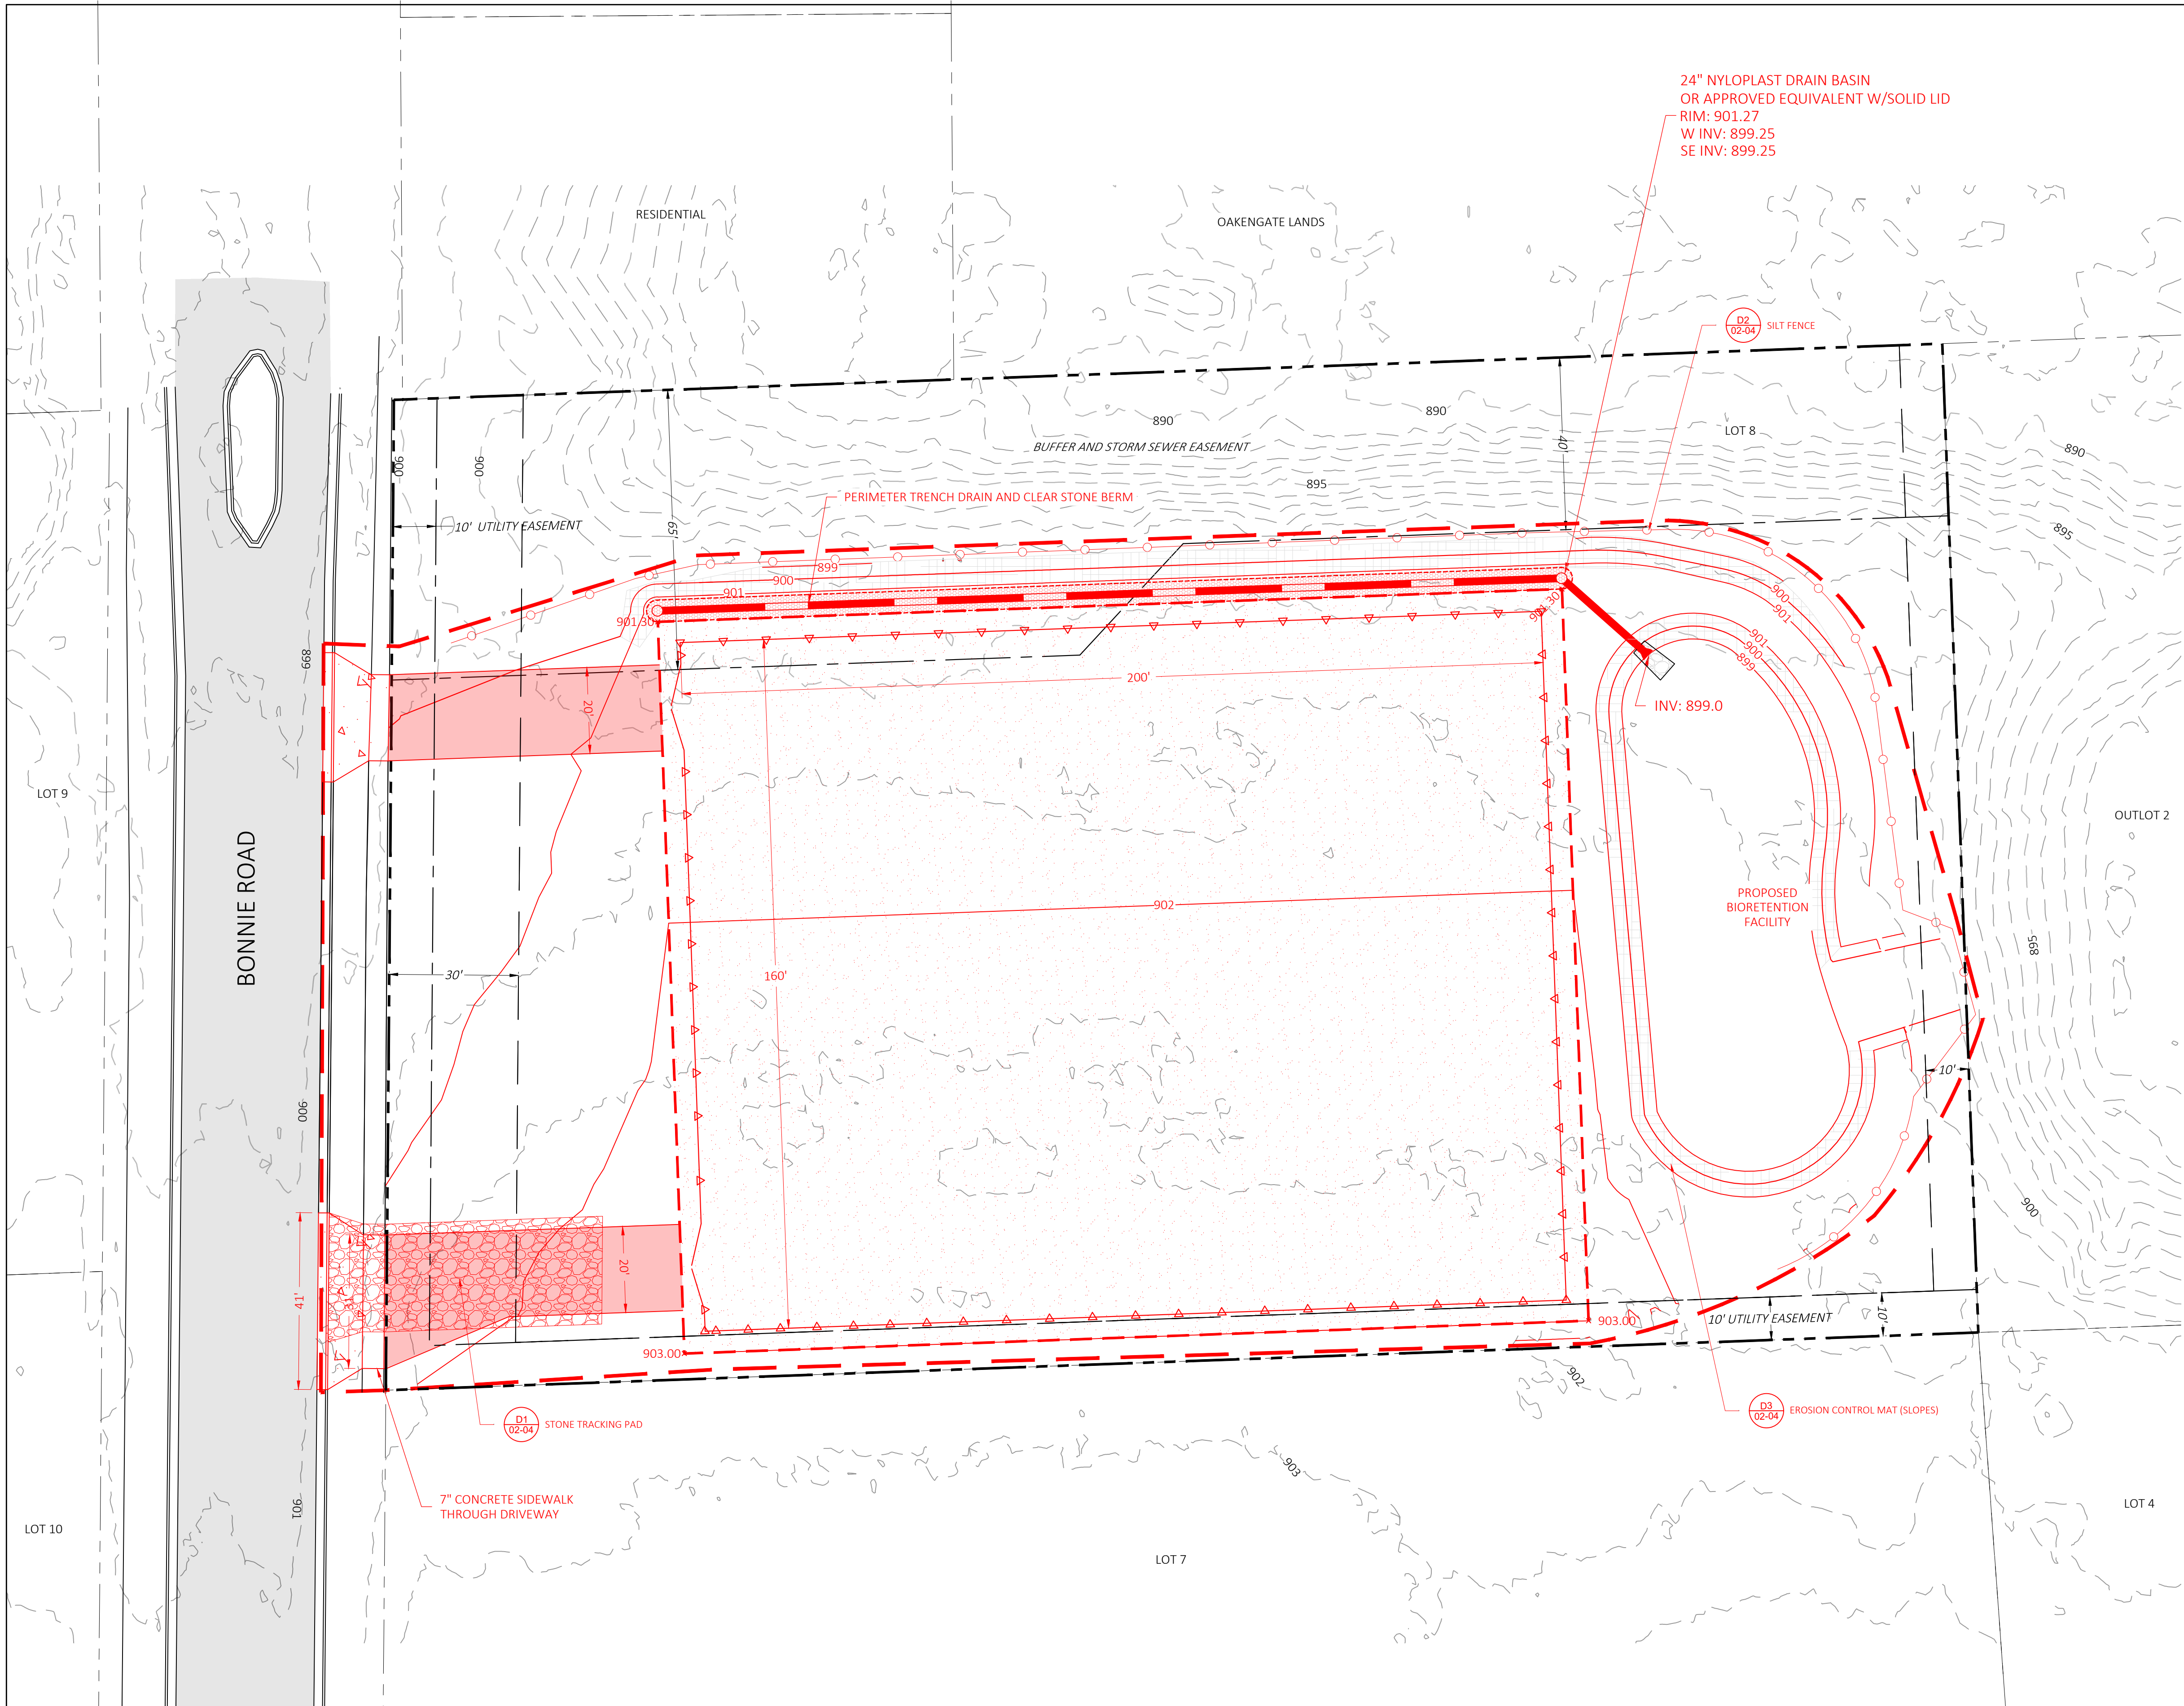 24" NYLOPLAST DRAIN BASIN
OR APPROVED EQUIVALENT W/SOLID LID
RIM: 901.27
W INV: 899.25
SE INV: 899.25
RESIDENTIAL
OAKENGATE LANDS
D2
02-04
SILT FENCE
890
890
LOT 8
BUFFER AND STORM SEWER EASEMENT
40'
890
900
900
895
PERIMETER TRENCH DRAIN AND CLEAR STONE BERM
10' UTILITY EASEMENT
65'
895
899
900
901
901.30
901.30
900
901
901
900
899
899
20'
200'
INV: 899.0
LOT 9
OUTLOT 2
BONNIE ROAD
PROPOSED
BIORETENTION
FACILITY
902
895
30'
160'
10'
900
900
41'
31'
20'
10' UTILITY EASEMENT
10'
903.00
903.00
902
D1
02-04
STONE TRACKING PAD
D3
02-04
EROSION CONTROL MAT (SLOPES)
903
7" CONCRETE SIDEWALK
THROUGH DRIVEWAY
901
LOT 10
LOT 4
LOT 7